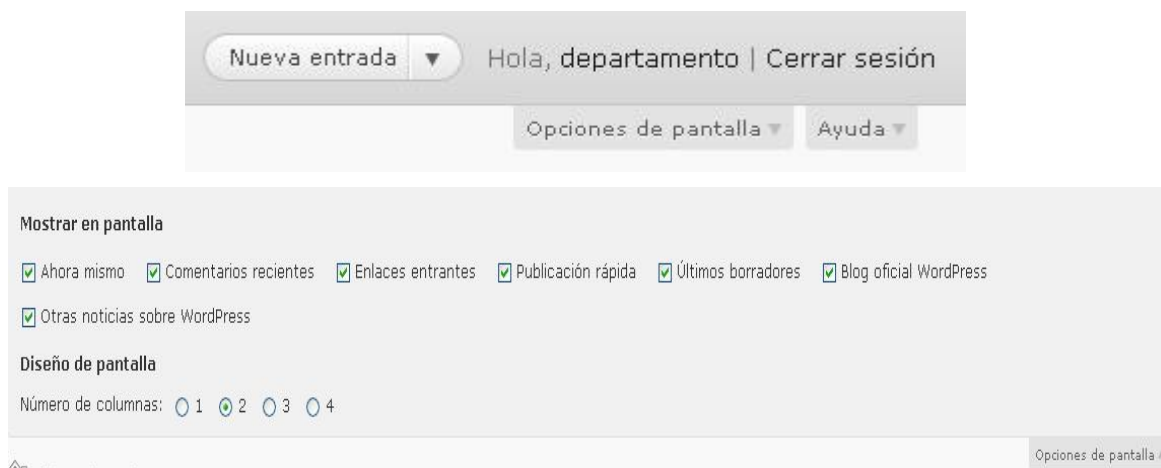 Nueva entrada Hola, departamento | Cerrar sesión
Opciones de pantalla Ayuda
Mostrar en pantalla
Ahora mismo Comentarios recientes Enlaces entrantes Publicación rápida Últimos borradores Blog oficial WordPress
Otras noticias sobre WordPress
Diseño de pantalla
Número de columnas: 1 2 3 4
Opciones de pantalla